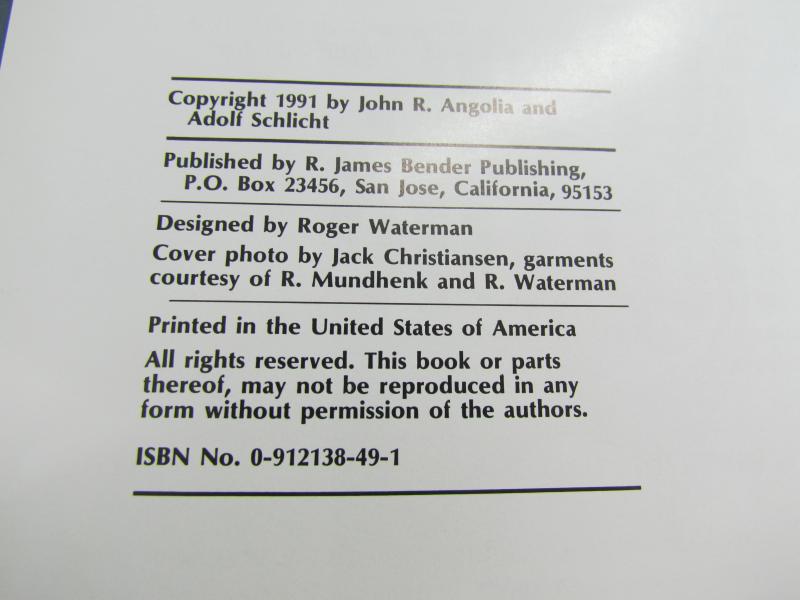 Copyright 1991 by John R. Angolia and
Adolf Schlicht
Published by R. James Bender Publishing,
P.O. Box 23456, San Jose, California, 95153
Designed by Roger Waterman
Cover photo by Jack Christiansen, garments
courtesy of R. Mundhenk and R. Waterman
Printed in the United States of America
All rights reserved. This book or parts
thereof, may not be reproduced in any
form without permission of the authors.
ISBN No. 0-912138-49-1